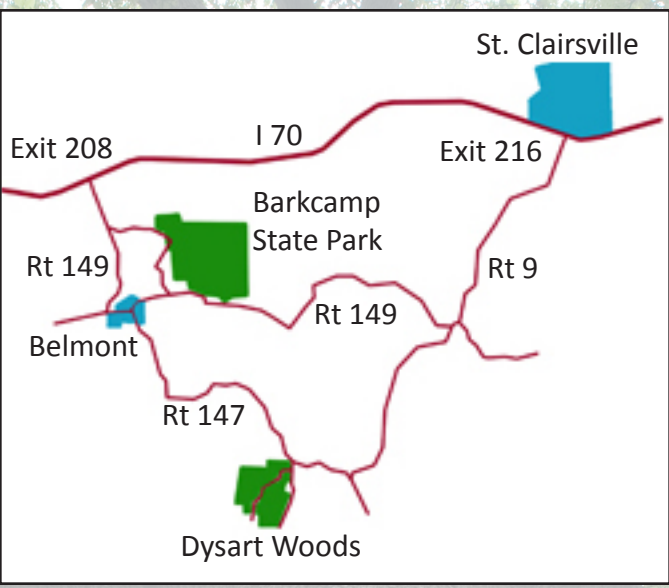 St. Clairsville
I 70
Exit 208
Exit 216
Barkcamp
State Park
Rt 149
Rt 9
Rt 149
Belmont
Rt 147
Dysart Woods